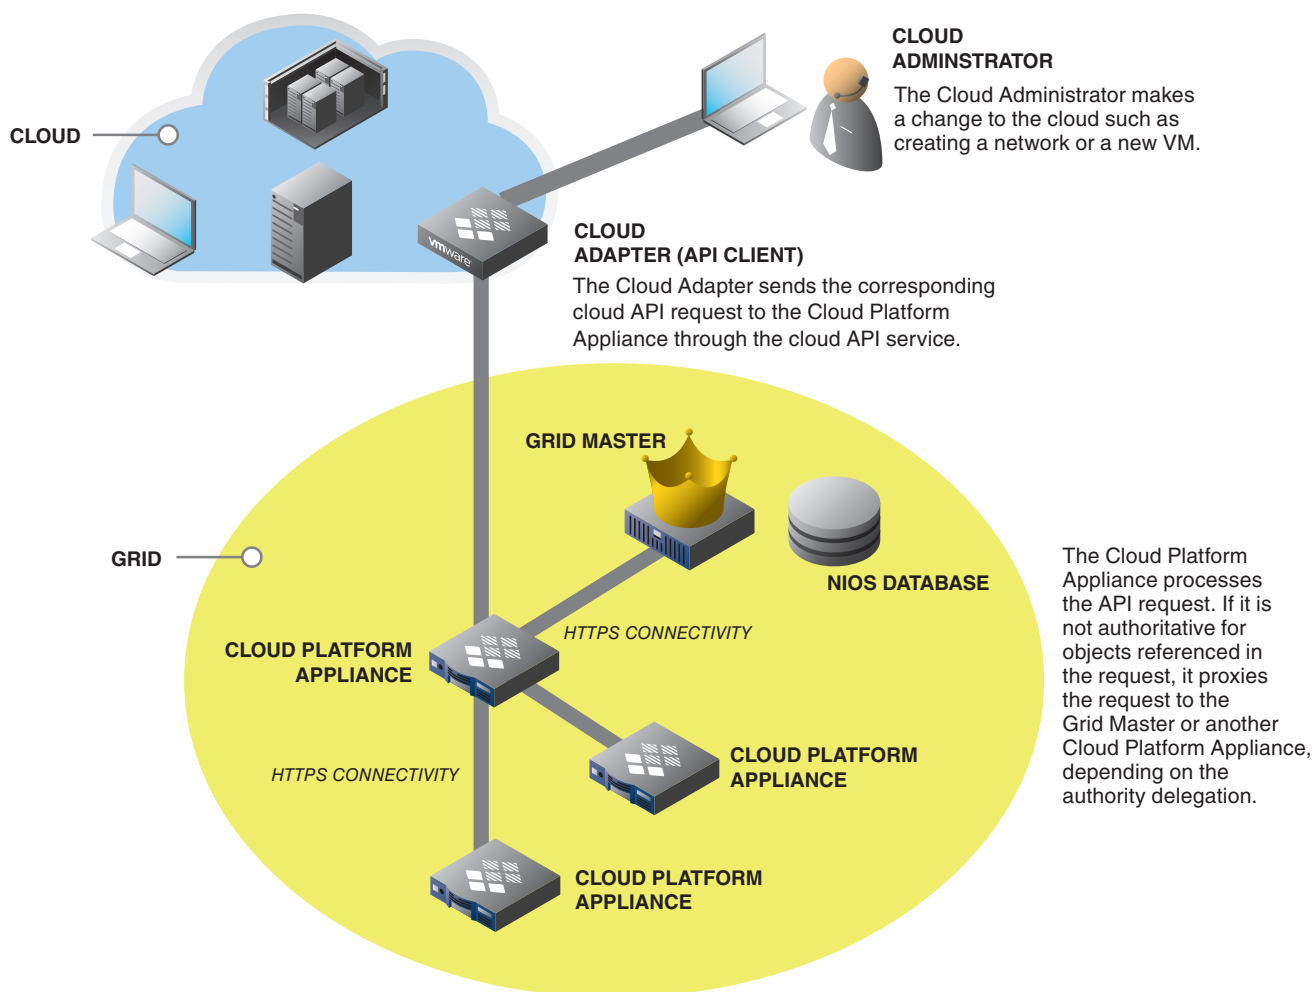 CLOUD
ADMINSTRATOR
The Cloud Administrator makes
a change to the cloud such as
creating a network or a new VM.
CLOUD
vmware
CLOUD
ADAPTER (API CLIENT)
The Cloud Adapter sends the corresponding
cloud API request to the Cloud Platform
Appliance through the cloud API service.
GRID MASTER
GRID
NIOS DATABASE
HTTPS CONNECTIVITY
CLOUD PLATFORM
APPLIANCE
The Cloud Platform
Appliance processes
the API request. If it is
not authoritative for
objects referenced in
the request, it proxies
the request to the
Grid Master or another
Cloud Platform Appliance,
depending on the
authority delegation.
HTTPS CONNECTIVITY
CLOUD PLATFORM
APPLIANCE
CLOUD PLATFORM
APPLIANCE